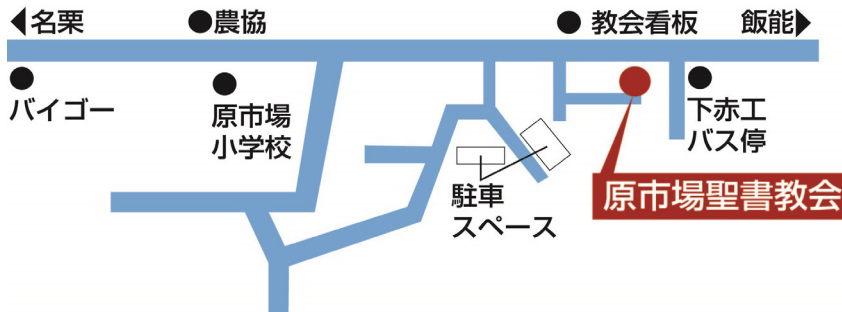 ◀名栗
●農協
●教会看板
飯能▶
バイゴー
原市場
小学校
下赤工
バス停
駐車
スペース
原市場聖書教会